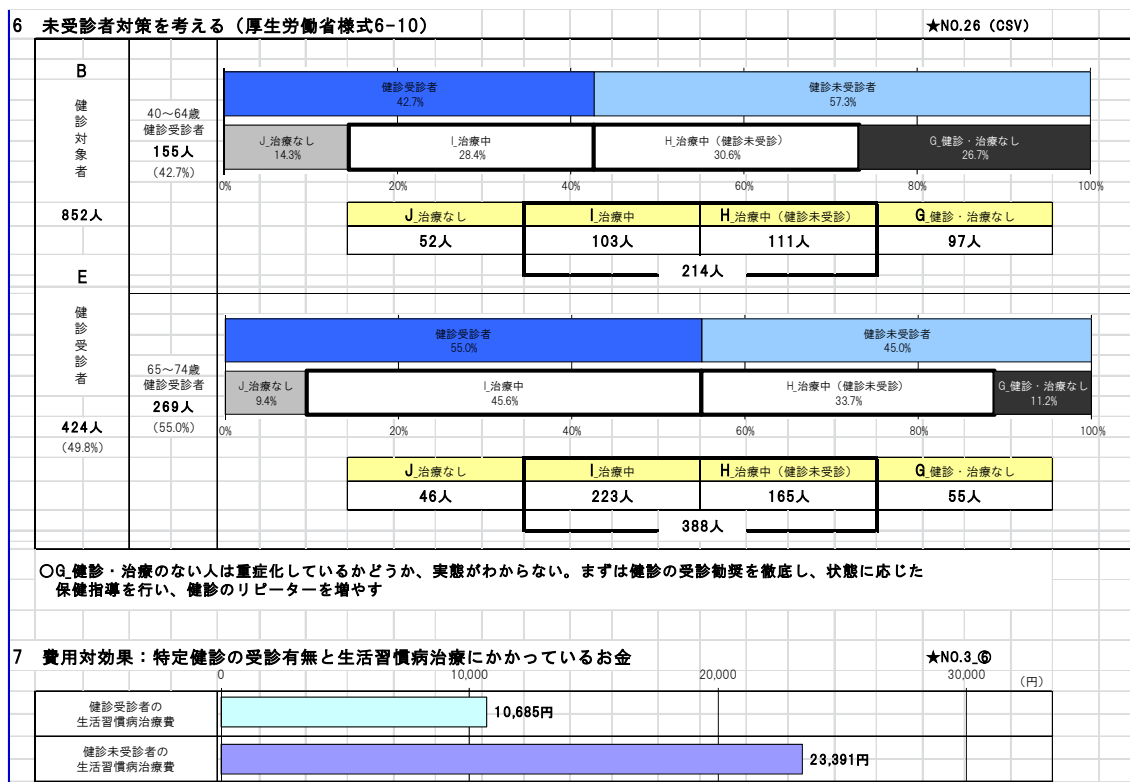 6 未受診者対策を考える（厚生労働省様式6-10）
★NO.26（CSV）
B
健診対象者
852人
E
健診受診者
424人
(49.8%)
40～64歳
健診受診者
155人
(42.7%)
健診受診者
42.7%
健診未受診者
57.3%
J_治療なし
14.3%
I_治療中
28.4%
H_治療中（健診未受診）
30.6%
G_健診・治療なし
26.7%
0% 20% 40% 60% 80% 100%
J_治療なし I_治療中 H_治療中（健診未受診） G_健診・治療なし
52人 103人 111人 97人
214人
65～74歳
健診受診者
269人
(55.0%)
健診受診者
55.0%
健診未受診者
45.0%
J_治療なし
9.4%
I_治療中
45.6%
H_治療中（健診未受診）
33.7%
G_健診・治療なし
11.2%
0% 20% 40% 60% 80% 100%
J_治療なし I_治療中 H_治療中（健診未受診） G_健診・治療なし
46人 223人 165人 55人
388人
○G_健診・治療のない人は重症化しているかどうか、実態がわからない。まずは健診の受診勧奨を徹底し、状態に応じた
保健指導を行い、健診のリピーターを増やす
7 費用対効果：特定健診の受診有無と生活習慣病治療にかかっているお金
★NO.3_⑥
0 10,000 20,000 30,000
（円）
健診受診者の
生活習慣病治療費
10,685円
健診未受診者の
生活習慣病治療費
23,391円